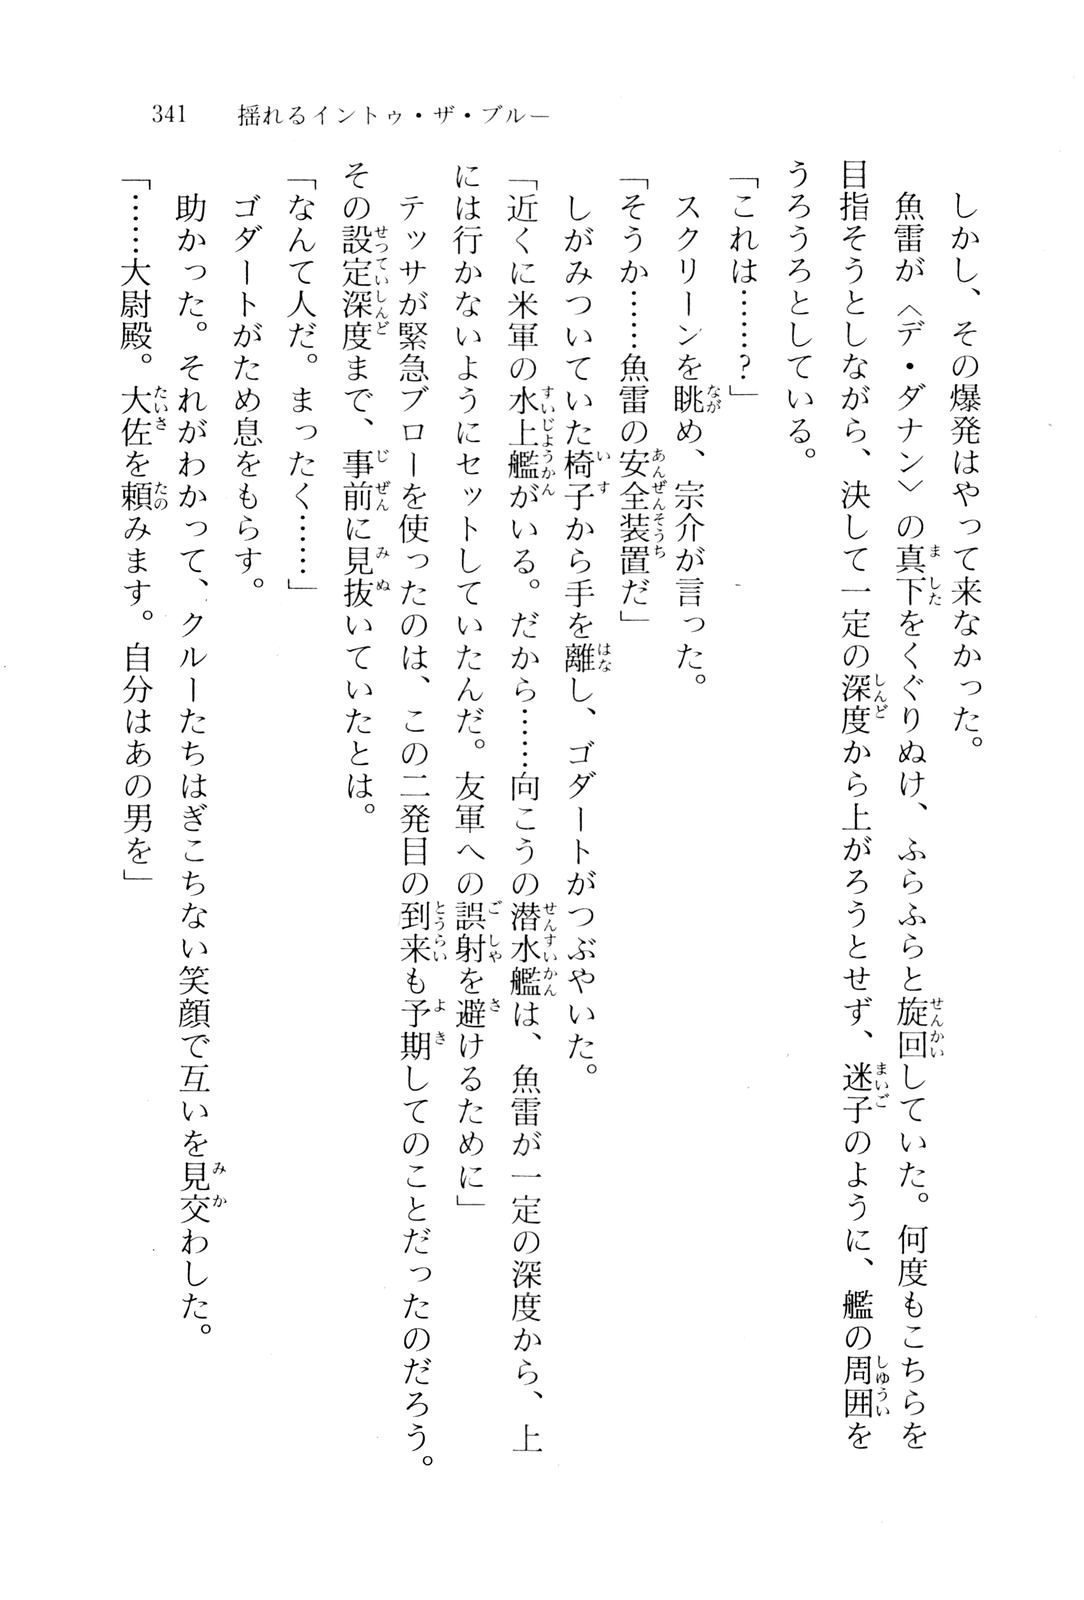 341　揺れるイントゥ・ザ・ブルー
　しかし、その爆発はやって来なかった。
　魚雷が〈デ・ダナン〉の真下をくぐりぬけ、ふらふらと旋回していた。何度もこちらを
目指そうとしながら、決して一定の深度から上がろうとせず、迷子のように、艦の周囲を
うろうろとしている。
「これは……？」
　スクリーンを眺め、宗介が言った。
「そうか……魚雷の安全装置だ」
　しがみついていた椅子から手を離し、ゴダートがつぶやいた。
「近くに米軍の水上艦がいる。だから……向こうの潜水艦は、魚雷が一定の深度から、上
には行かないようにセットしていたんだ。友軍への誤射を避けるために」
　テッサが緊急ブローを使ったのは、この二発目の到来も予期してのことだったのだろう。
その設定深度まで、事前に見抜いていたとは。
「なんて人だ。まったく……」
　ゴダートがため息をもらす。
　助かった。それがわかって、クルーたちはぎこちない笑顔で互いを見交わした。
「……大尉殿。大佐を頼みます。自分はあの男を」